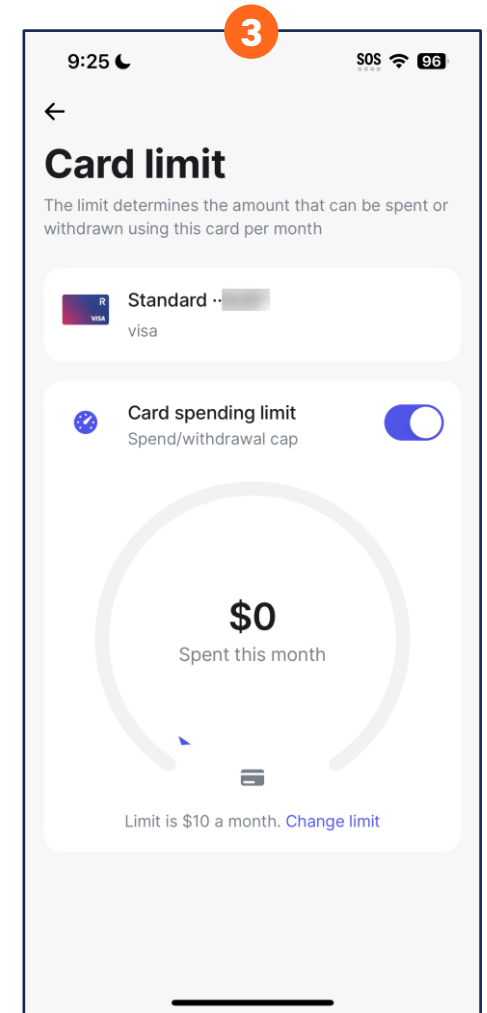 3
9:25
SOS
96
Card limit
The limit determines the amount that can be spent or
withdrawn using this card per month
R
VISA
Standard ··
visa
Card spending limit
Spend/withdrawal cap
$0
Spent this month
Limit is $10 a month. Change limit